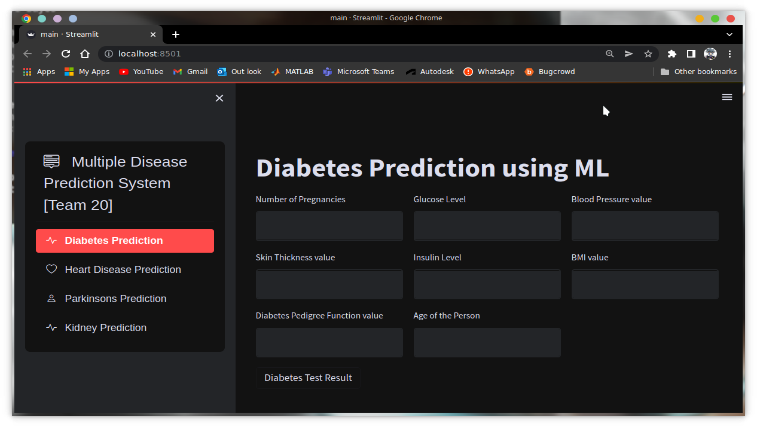 main · Streamlit - Google Chrome
main · Streamlit
localhost:8501
Apps My Apps YouTube Gmail Out look MATLAB Microsoft Teams Autodesk WhatsApp Bugcrowd Other bookmarks
Multiple Disease
Prediction System
[Team 20]
Diabetes Prediction
Heart Disease Prediction
Parkinsons Prediction
Kidney Prediction
Diabetes Prediction using ML
Number of Pregnancies Glucose Level Blood Pressure value
Skin Thickness value Insulin Level BMI value
Diabetes Pedigree Function value Age of the Person
Diabetes Test Result